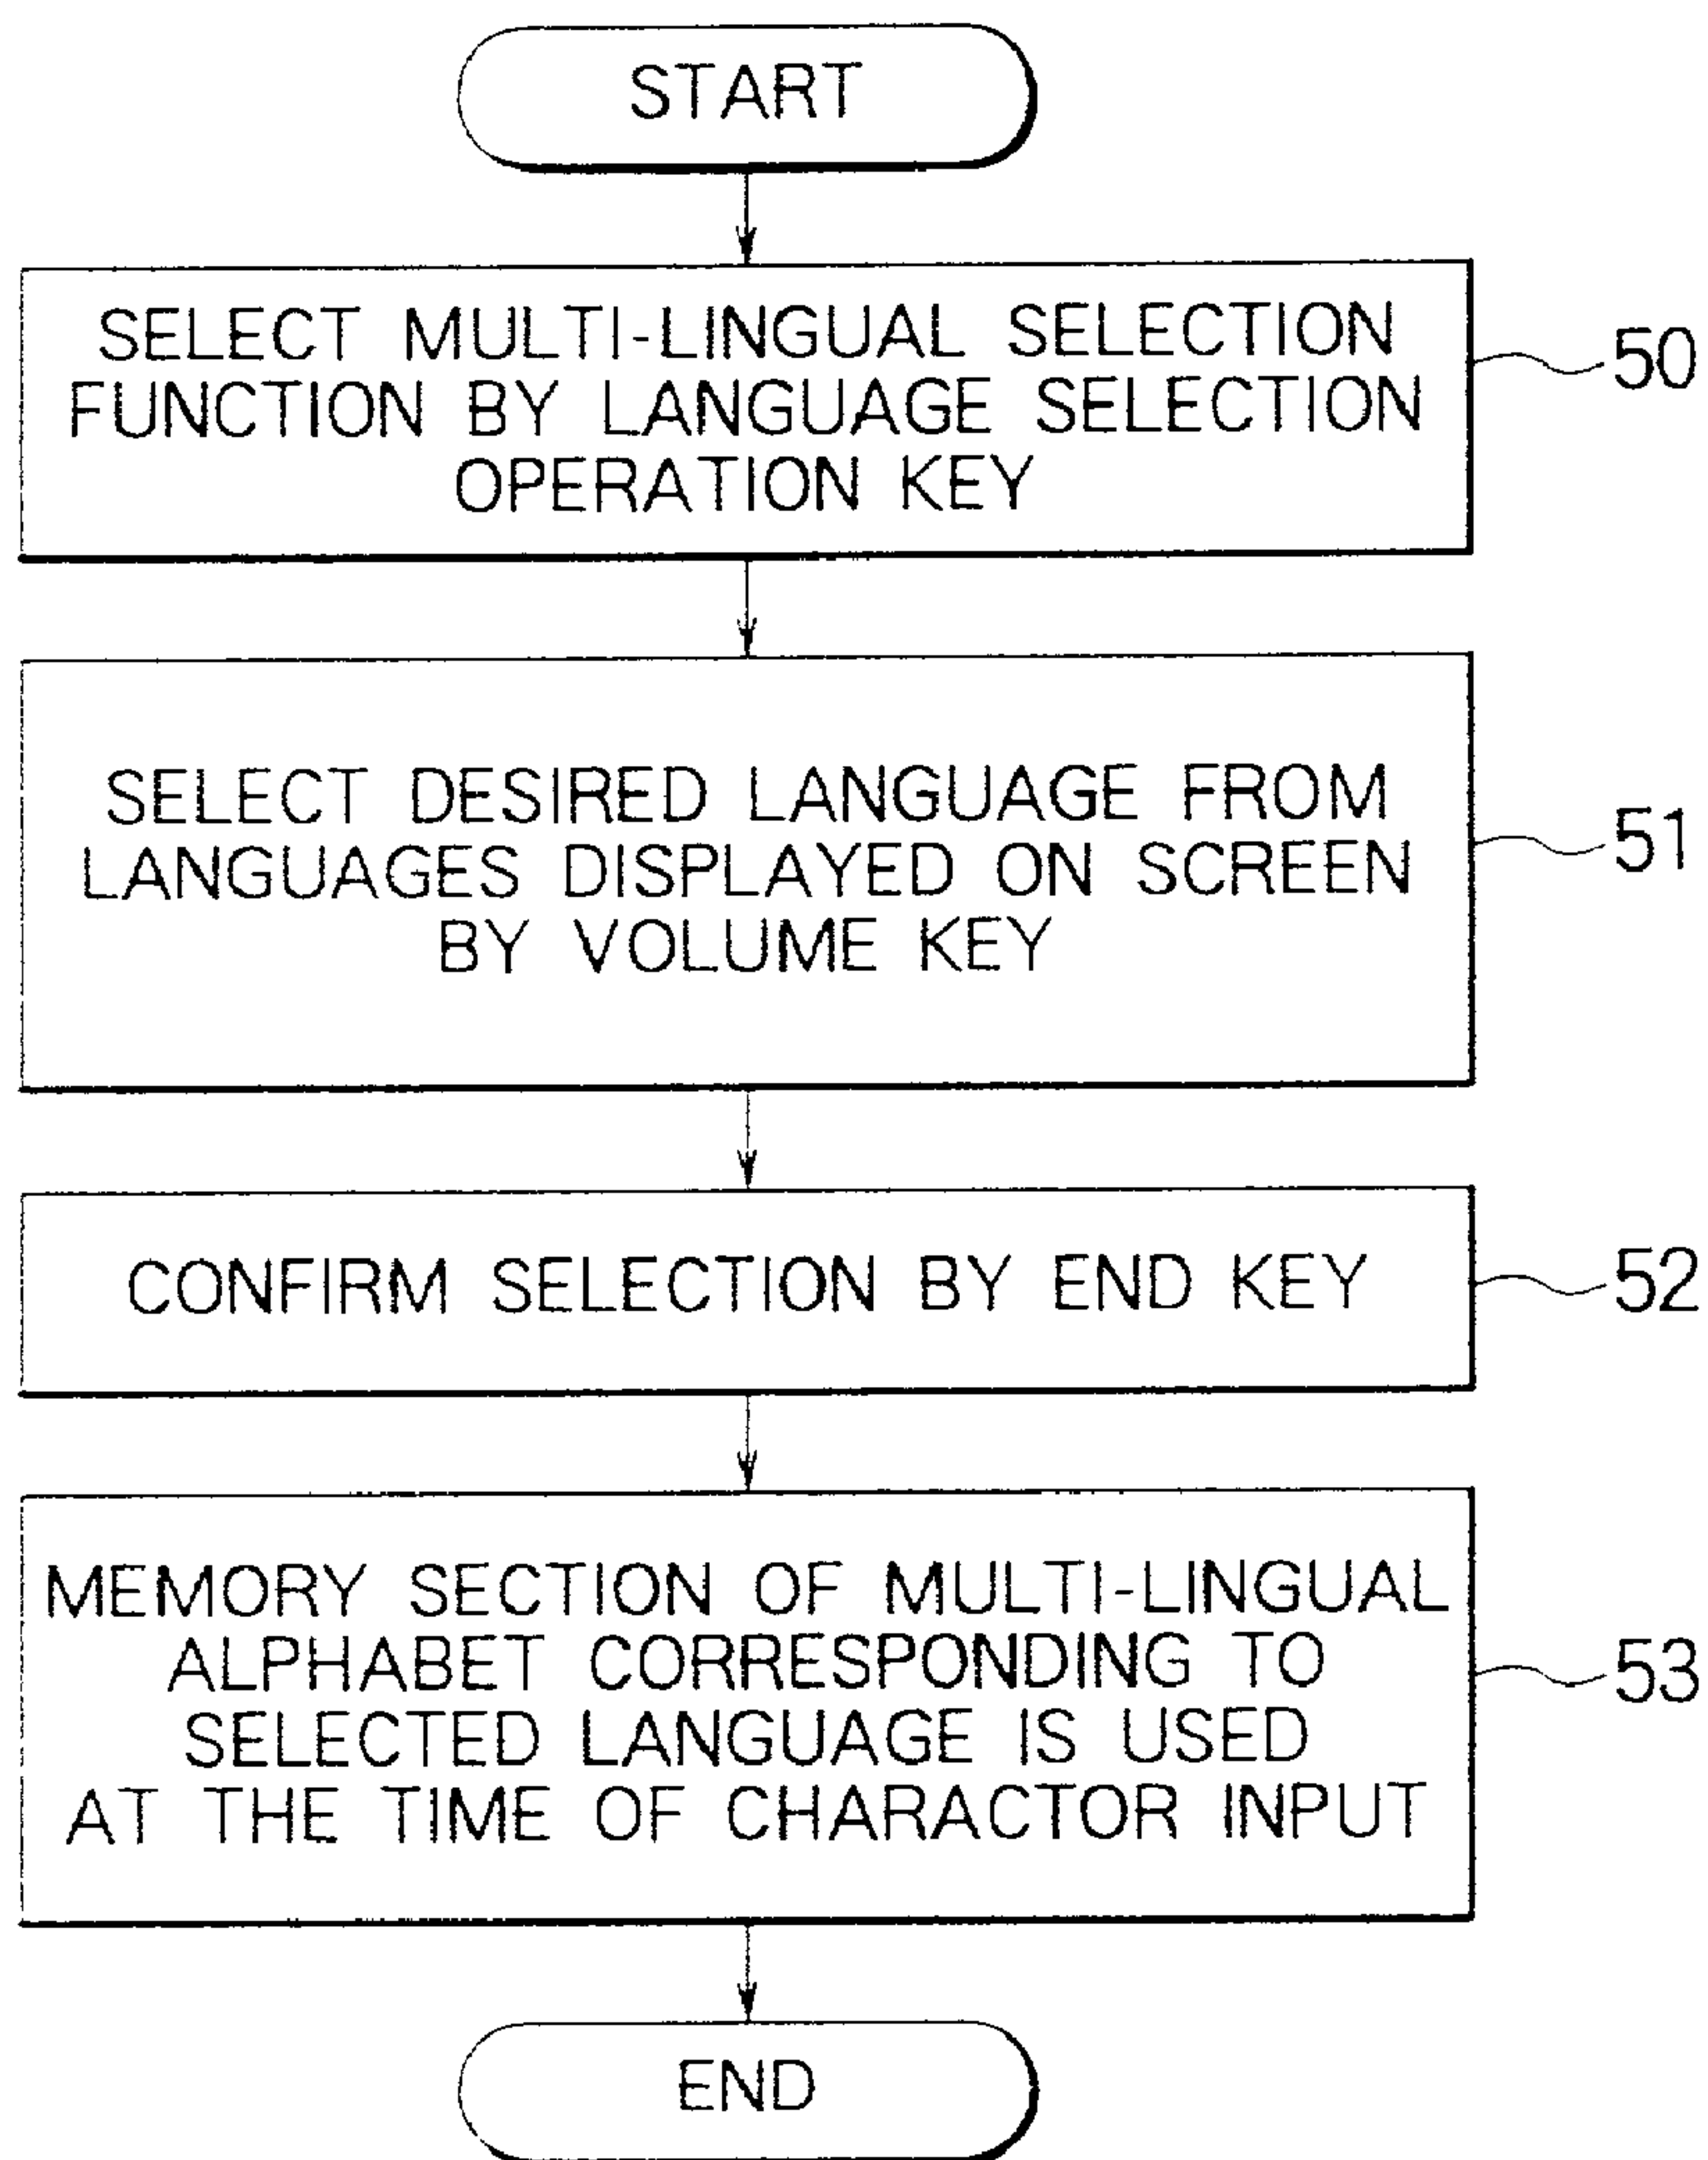 START
SELECT MULTI-LINGUAL SELECTION
FUNCTION BY LANGUAGE SELECTION
OPERATION KEY
50
SELECT DESIRED LANGUAGE FROM
LANGUAGES DISPLAYED ON SCREEN
BY VOLUME KEY
51
CONFIRM SELECTION BY END KEY
52
MEMORY SECTION OF MULTI-LINGUAL
ALPHABET CORRESPONDING TO
SELECTED LANGUAGE IS USED
AT THE TIME OF CHARACTOR INPUT
53
END